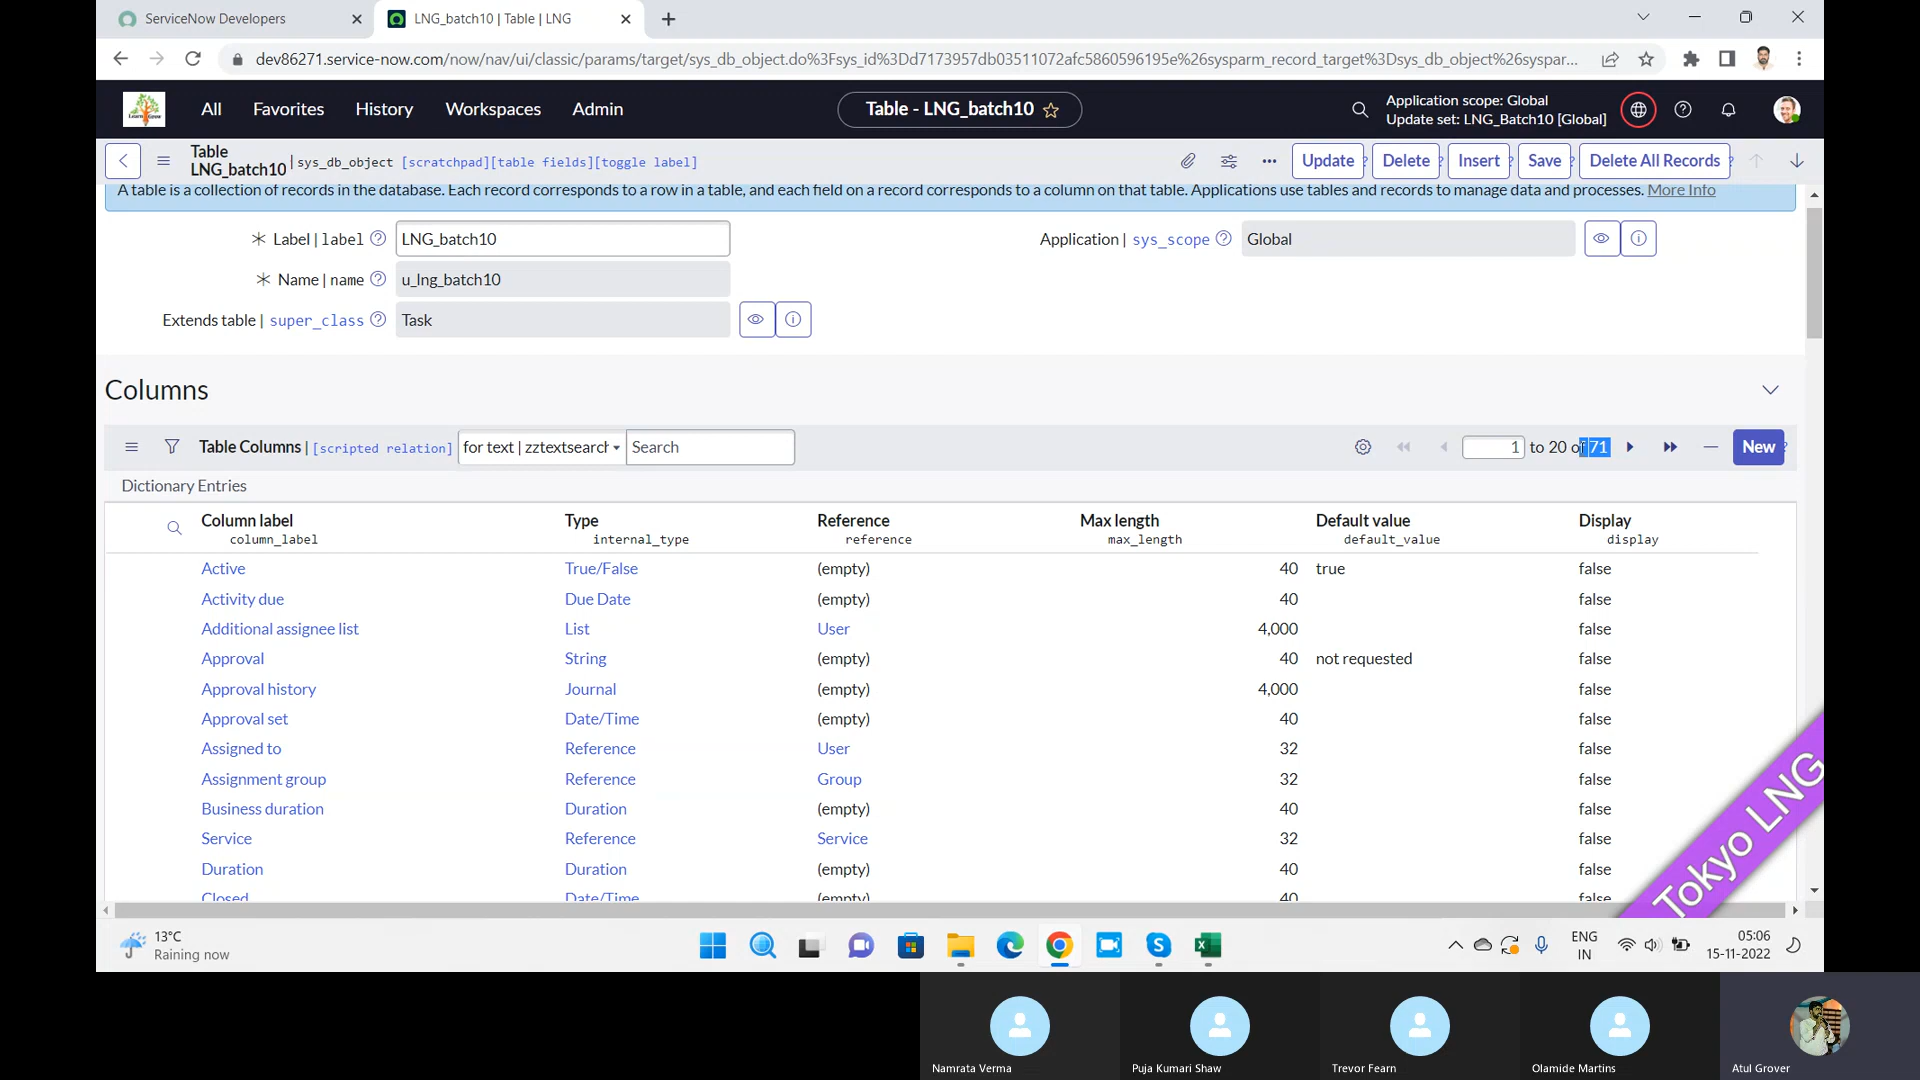 ServiceNow Developers
LNG_batch10 | Table | LNG
dev86271.service-now.com/now/nav/ui/classic/params/target/sys_db_object.do%3Fsys_id%3Dd7173957db03511072afc5860596195e%26sysparm_record_target%3Dsys_db_object%26syspar...
All Favorites History Workspaces Admin
Table - LNG_batch10
Application scope: Global
Update set: LNG_Batch10 [Global]
Table
LNG_batch10 | sys_db_object [scratchpad][table fields][toggle label]
Update Delete Insert Save Delete All Records
A table is a collection of records in the database. Each record corresponds to a row in a table, and each field on a record corresponds to a column on that table. Applications use tables and records to manage data and processes. More Info
Label | label LNG_batch10 Application | sys_scope Global
Name | name u_lng_batch10
Extends table | super_class Task
Columns
Table Columns | [scripted relation] for text | zztextsearch Search 1 to 20 of 71 New
Dictionary Entries
Column label Type Reference Max length Default value Display
column_label internal_type reference max_length default_value display
Active True/False (empty) 40 true false
Activity due Due Date (empty) 40 false
Additional assignee list List User 4,000 false
Approval String (empty) 40 not requested false
Approval history Journal (empty) 4,000 false
Approval set Date/Time (empty) 40 false
Assigned to Reference User 32 false
Assignment group Reference Group 32 false
Business duration Duration (empty) 40 false
Service Reference Service 32 false
Duration Duration (empty) 40 false
Closed Date/Time (empty) 40 false
Tokyo LNG
13°C
Raining now
ENG
IN
05:06
15-11-2022
Namrata Verma Puja Kumari Shaw Trevor Fearn Olamide Martins Atul Grover